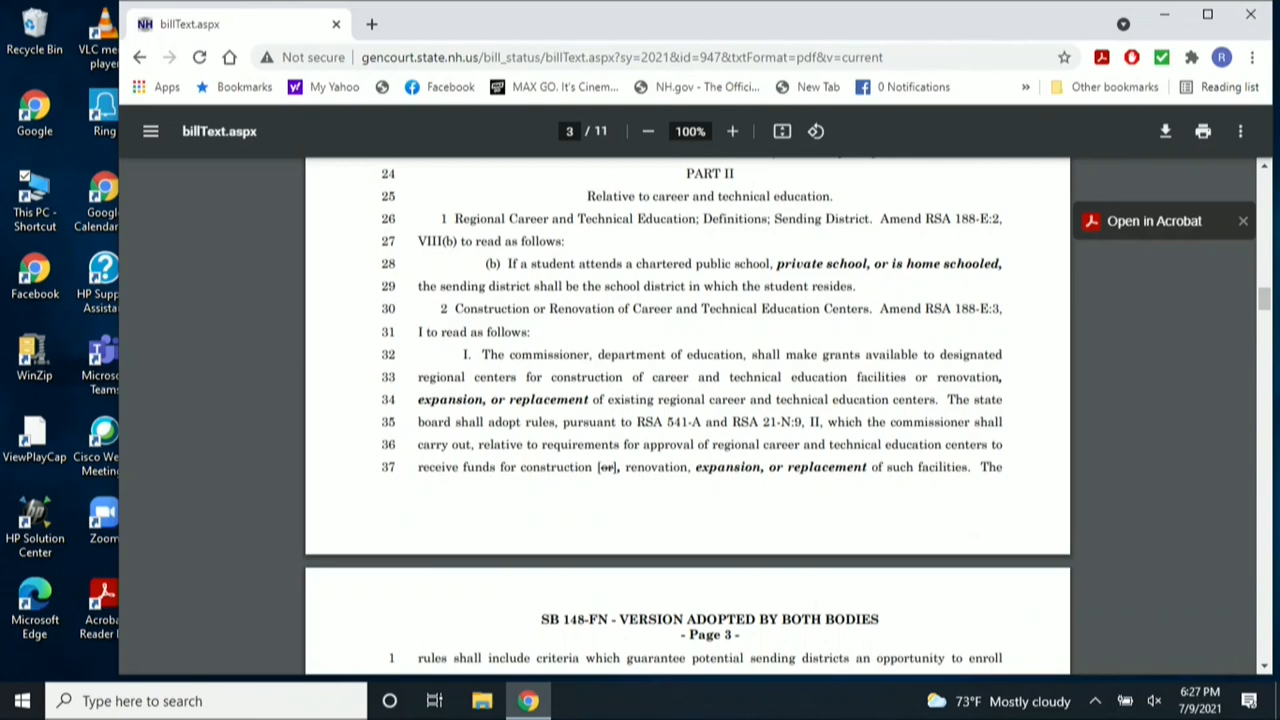 Recycle Bin
VLC me
player
Google
Ring
This PC -
Shortcut
Googl
Calendar
Facebook
HP Supp
Assista
WinZip
Micros
Team
ViewPlayCap
Cisco We
Meeting
HP Solution
Center
Zoom
Microsoft
Edge
Acroba
Reader
NH billText.aspx
Not secure gencourt.state.nh.us/bill_status/billText.aspx?sy=2021&id=947&txtFormat=pdf&v=current
R
Apps Bookmarks My Yahoo Facebook MAX GO. It's Cinem... NH.gov - The Offici... New Tab 0 Notifications » Other bookmarks Reading list
billText.aspx 3 / 11 100%
Open in Acrobat
24 PART II
25 Relative to career and technical education.
26 1 Regional Career and Technical Education; Definitions; Sending District. Amend RSA 188-E:2,
27 VIII(b) to read as follows:
28 (b) If a student attends a chartered public school, private school, or is home schooled,
29 the sending district shall be the school district in which the student resides.
30 2 Construction or Renovation of Career and Technical Education Centers. Amend RSA 188-E:3,
31 I to read as follows:
32 I. The commissioner, department of education, shall make grants available to designated
33 regional centers for construction of career and technical education facilities or renovation,
34 expansion, or replacement of existing regional career and technical education centers. The state
35 board shall adopt rules, pursuant to RSA 541-A and RSA 21-N:9, II, which the commissioner shall
36 carry out, relative to requirements for approval of regional career and technical education centers to
37 receive funds for construction [or], renovation, expansion, or replacement of such facilities. The
SB 148-FN - VERSION ADOPTED BY BOTH BODIES
- Page 3 -
1 rules shall include criteria which guarantee potential sending districts an opportunity to enroll
Type here to search
73°F Mostly cloudy
6:27 PM
7/9/2021